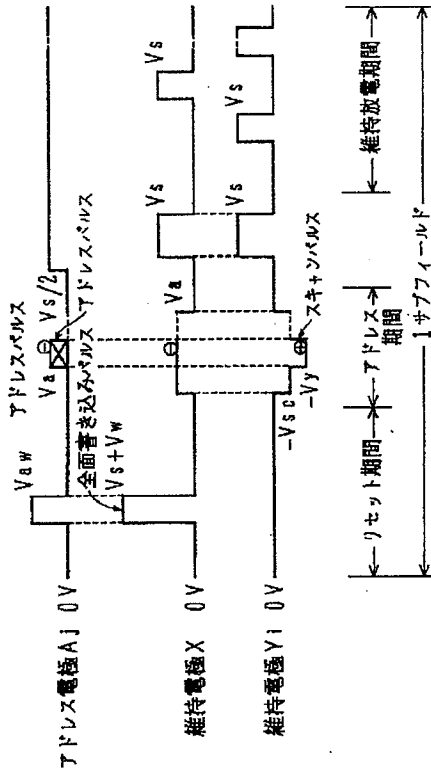 アドレス電極Aj 0V
Vaw
アドレスパルス
Va
⊖
Vs/2
アドレスパルス
全面書き込みパルス
Vs+Vw
維持電極X 0V
⊖
Va
Vs
Vs
維持電極Yi 0V
-Vsc
-Vy
⊕
スキャンパルス
Vs
Vs
リセット期間
アドレス
期間
維持放電期間
1サブフィールド